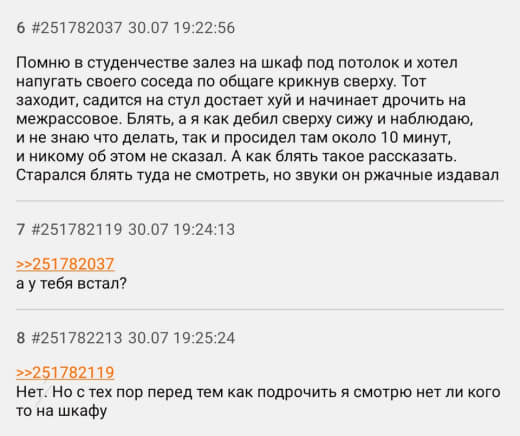 6 #251782037 30.07 19:22:56
Помню в студенчестве залез на шкаф под потолок и хотел
напугать своего соседа по общаге крикнув сверху. Тот
заходит, садится на стул достает хуй и начинает дрочить на
межрассовое. Блять, а я как дебил сверху сижу и наблюдаю,
и не знаю что делать, так и просидел там около 10 минут,
и никому об этом не сказал. А как блять такое рассказать.
Старался блять туда не смотреть, но звуки он ржачные издавал
7 #251782119 30.07 19:24:13
>>251782037
а у тебя встал?
8 #251782213 30.07 19:25:24
>>251782119
Нет. Но с тех пор перед тем как подрочить я смотрю нет ли кого
то на шкафу